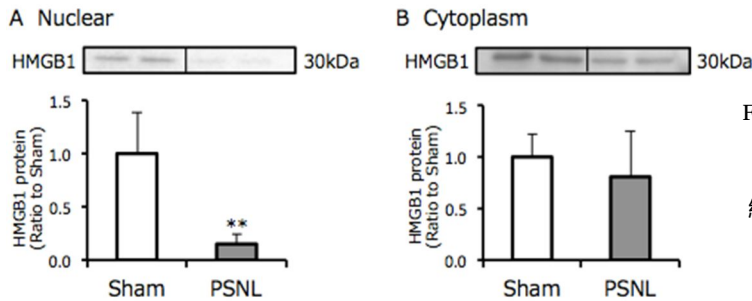 A Nuclear
HMGB1
30kDa
HMGB1 protein
(Ratio to Sham)
1.5
1.0
0.5
0.0
**
Sham PSNL
B Cytoplasm
HMGB1
30kDa
HMGB1 protein
(Ratio to Sham)
1.5
1.0
0.5
0.0
Sham PSNL
F